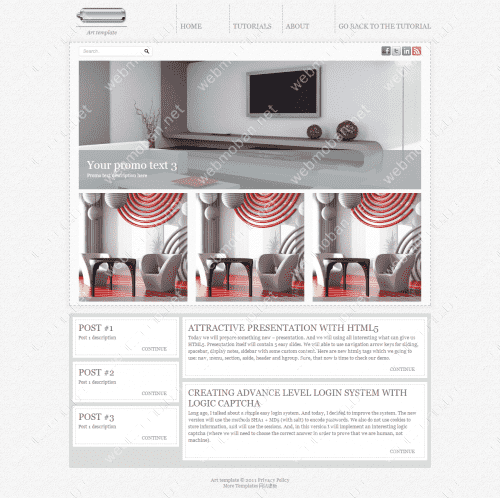 Art template
HOME
TUTORIALS
ABOUT
GO BACK TO THE TUTORIAL
Search
webmoban.net
Your promo text 3
Promo text description here
POST #1
Post 1 description
CONTINUE
POST #2
Post 2 description
CONTINUE
POST #3
Post 3 description
CONTINUE
ATTRACTIVE PRESENTATION WITH HTML5
Today we will prepare something new – presentation. And we will using all interesting what can give us
HTML5. Presentation itself will contain 3 easy slides. We will able to use navigation arrow keys for sliding,
spacebar, display notes, sidebar with some custom content. Here are new html5 tags which we going to
use: nav, menu, section, aside, header and hgroup. Sure, that now is time to check our demo.
CONTINUE
CREATING ADVANCE LEVEL LOGIN SYSTEM WITH
LOGIC CAPTCHA
Long ago, I talked about a simple easy login system. And today, I decided to improve the system. The new
version will use the methods SHA1 + MD5 (with salt) to encode passwords. We also do not use cookies to
store information, and will use the sessions. And, in this version I will implement an interesting logic
captcha (where we will need to choose the correct answer in order to prove that we are human, not
machine).
CONTINUE
Art template © 2011 Privacy Policy
More Templates